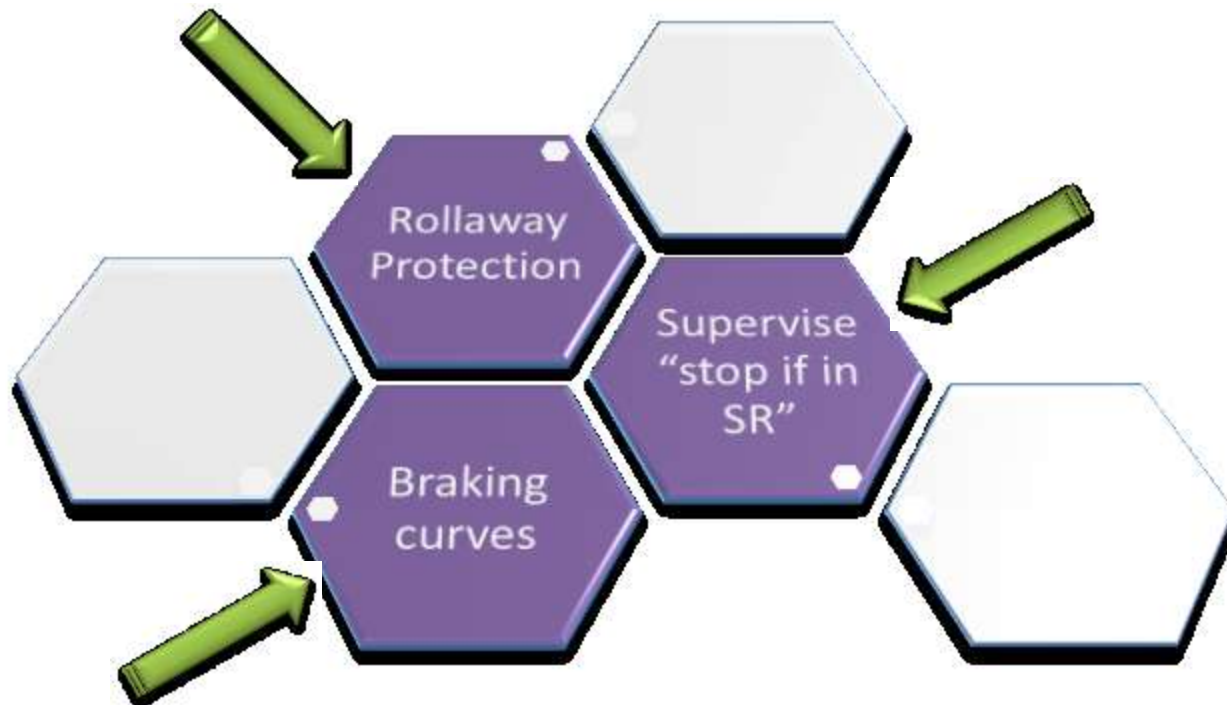 Rollaway
Protection
Supervise
“stop if in
SR”
Braking
curves